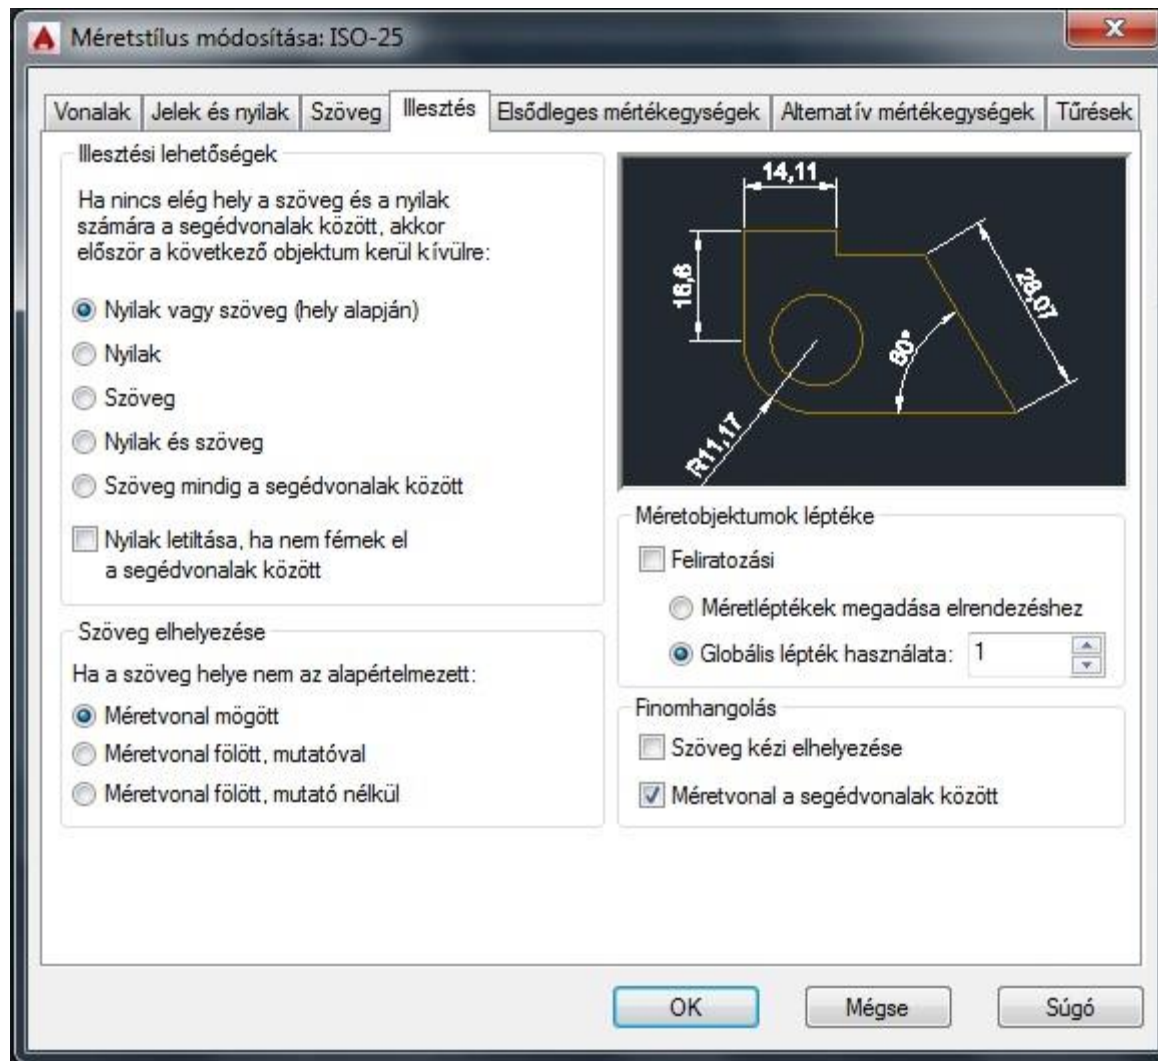 Méretstílus módosítása: ISO-25
Vonalak
Jelek és nyilak
Szöveg
Illesztés
Elsődleges mértékegységek
Alternatív mértékegységek
Tűrések
Illesztési lehetőségek
Ha nincs elég hely a szöveg és a nyilak
számára a segédvonalak között, akkor
először a következő objektum kerül kívülre:
Nyilak vagy szöveg (hely alapján)
Nyilak
Szöveg
Nyilak és szöveg
Szöveg mindig a segédvonalak között
Nyilak letiltása, ha nem férnek el
a segédvonalak között
Szöveg elhelyezése
Ha a szöveg helye nem az alapértelmezett:
Méretvonal mögött
Méretvonal fölött, mutatóval
Méretvonal fölött, mutató nélkül
14,11
16,6
28,07
60°
R11,17
Méretobjektumok léptéke
Feliratozási
Méretléptékek megadása elrendezéshez
Globális lépték használata: 1
Finomhangolás
Szöveg kézi elhelyezése
Méretvonal a segédvonalak között
OK
Mégse
Súgó